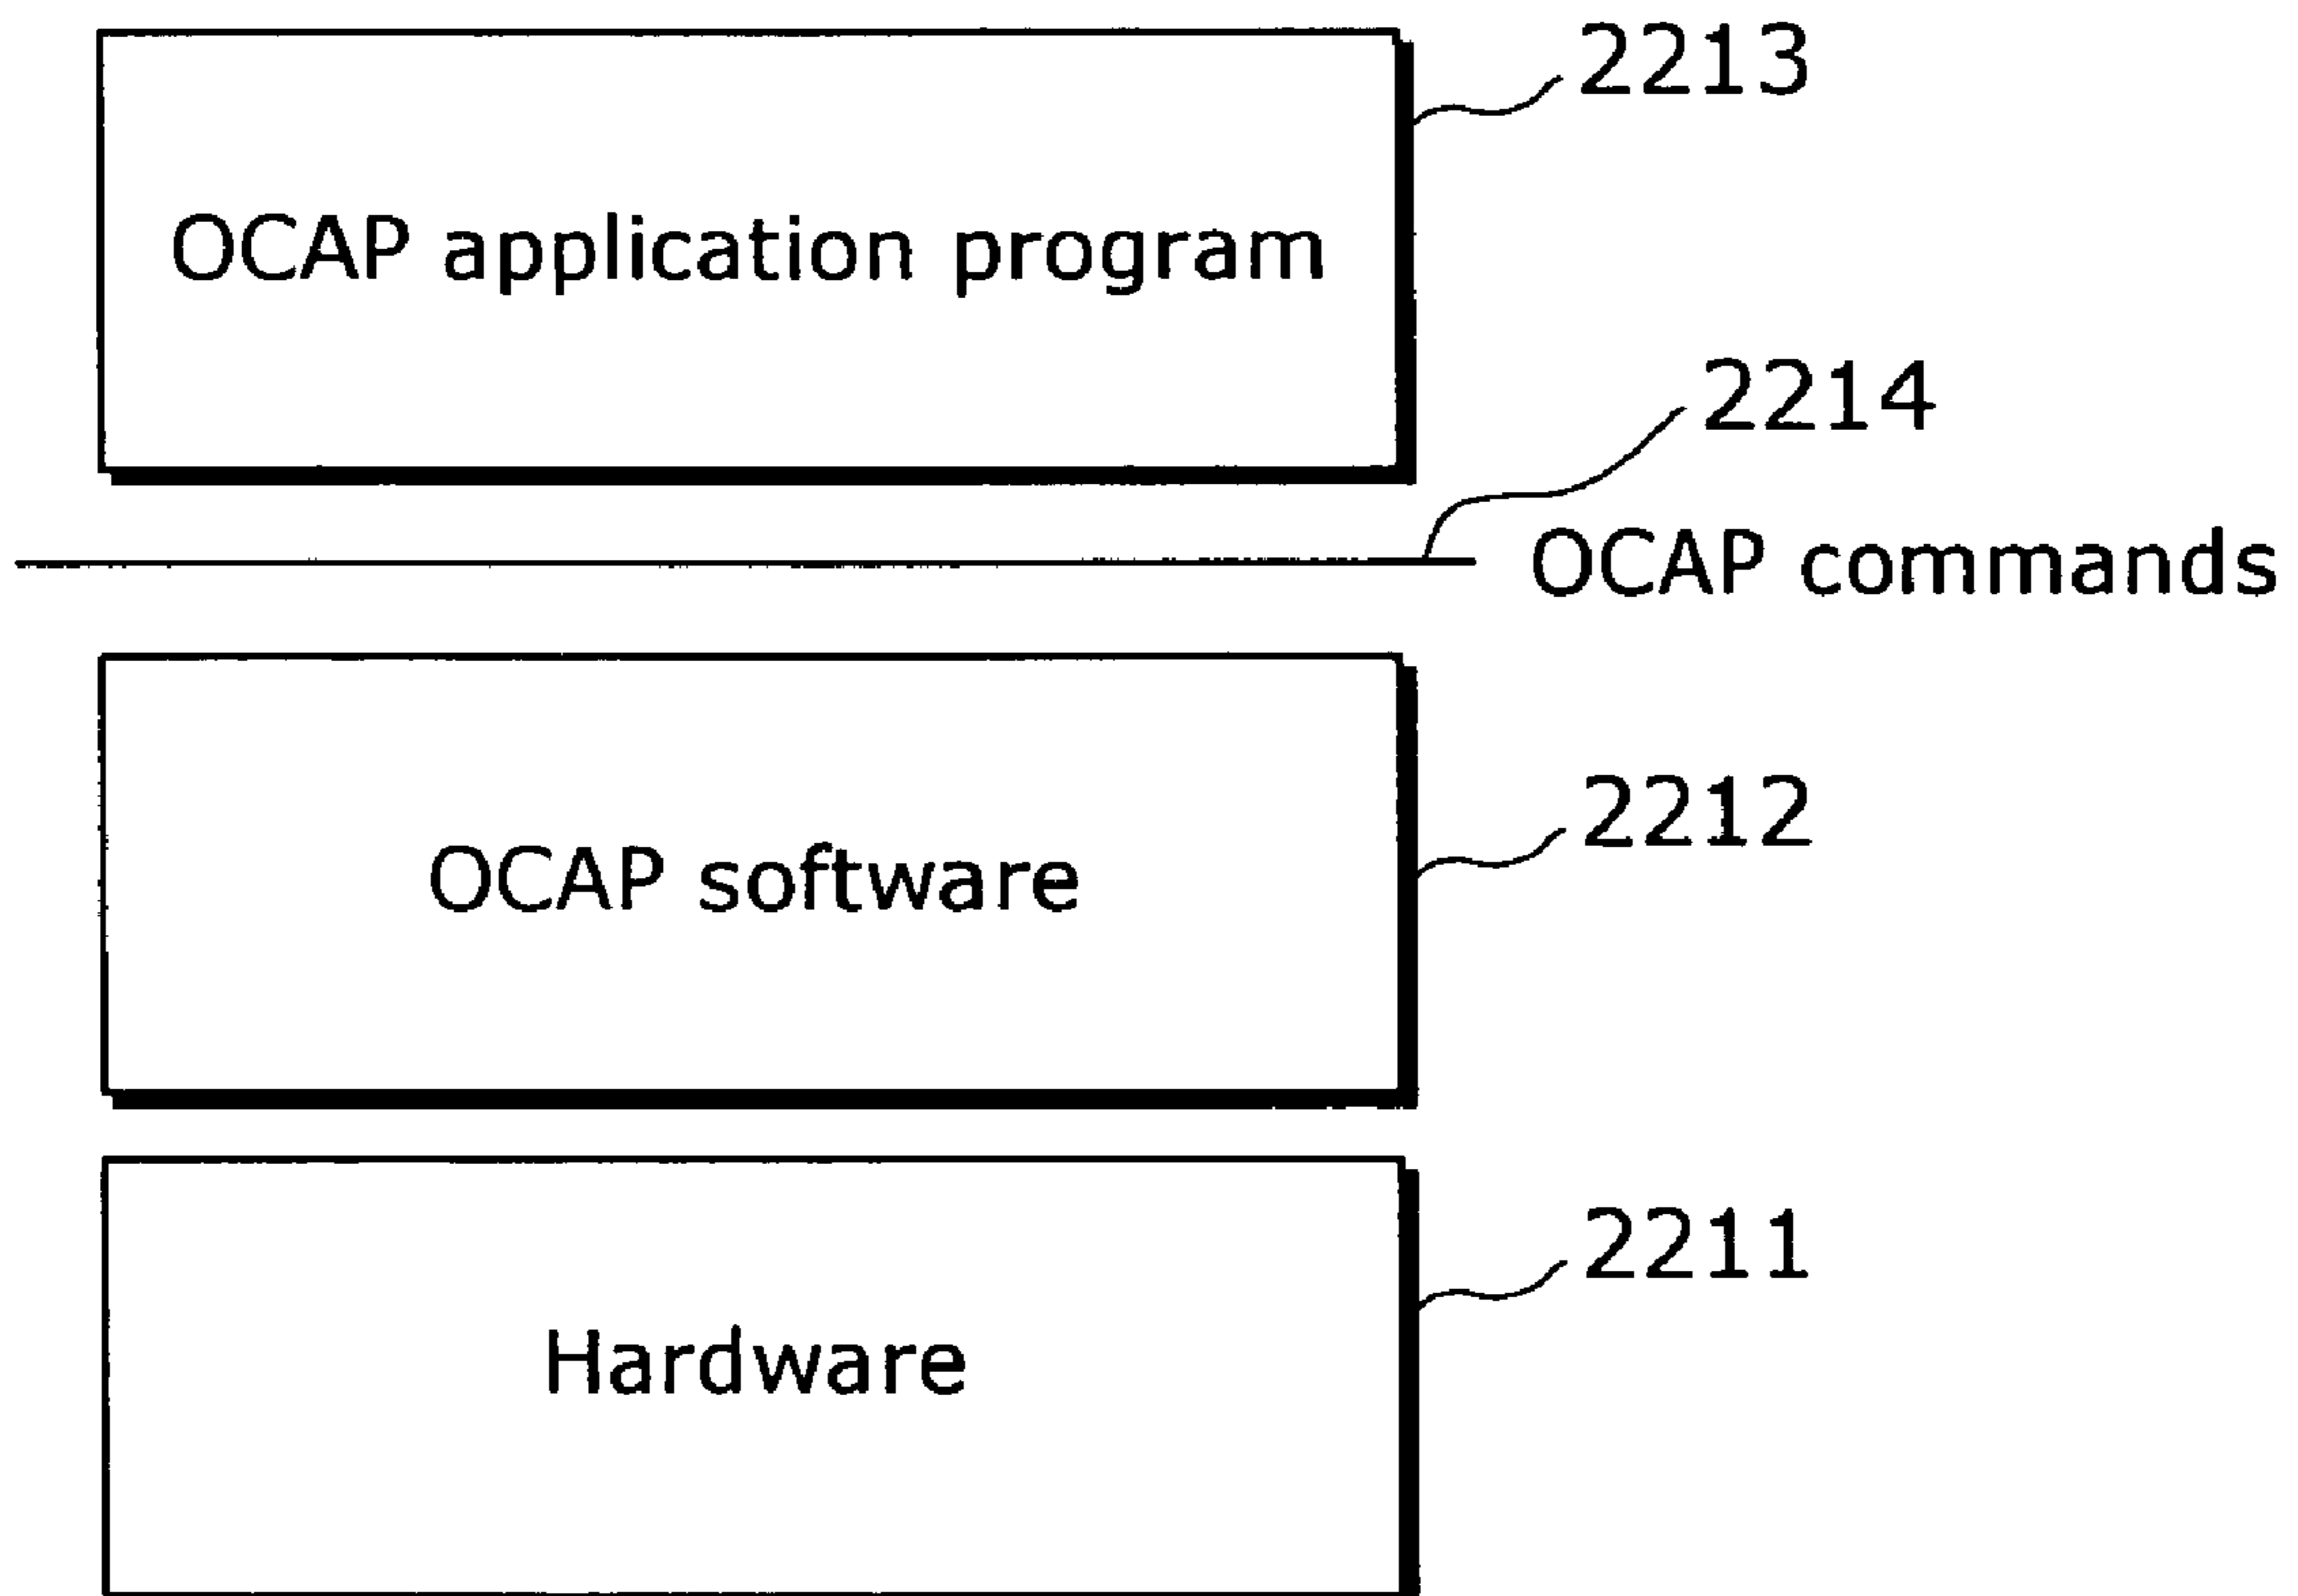 2213
OCAP application program
2214
OCAP commands
2212
OCAP software
2211
Hardware